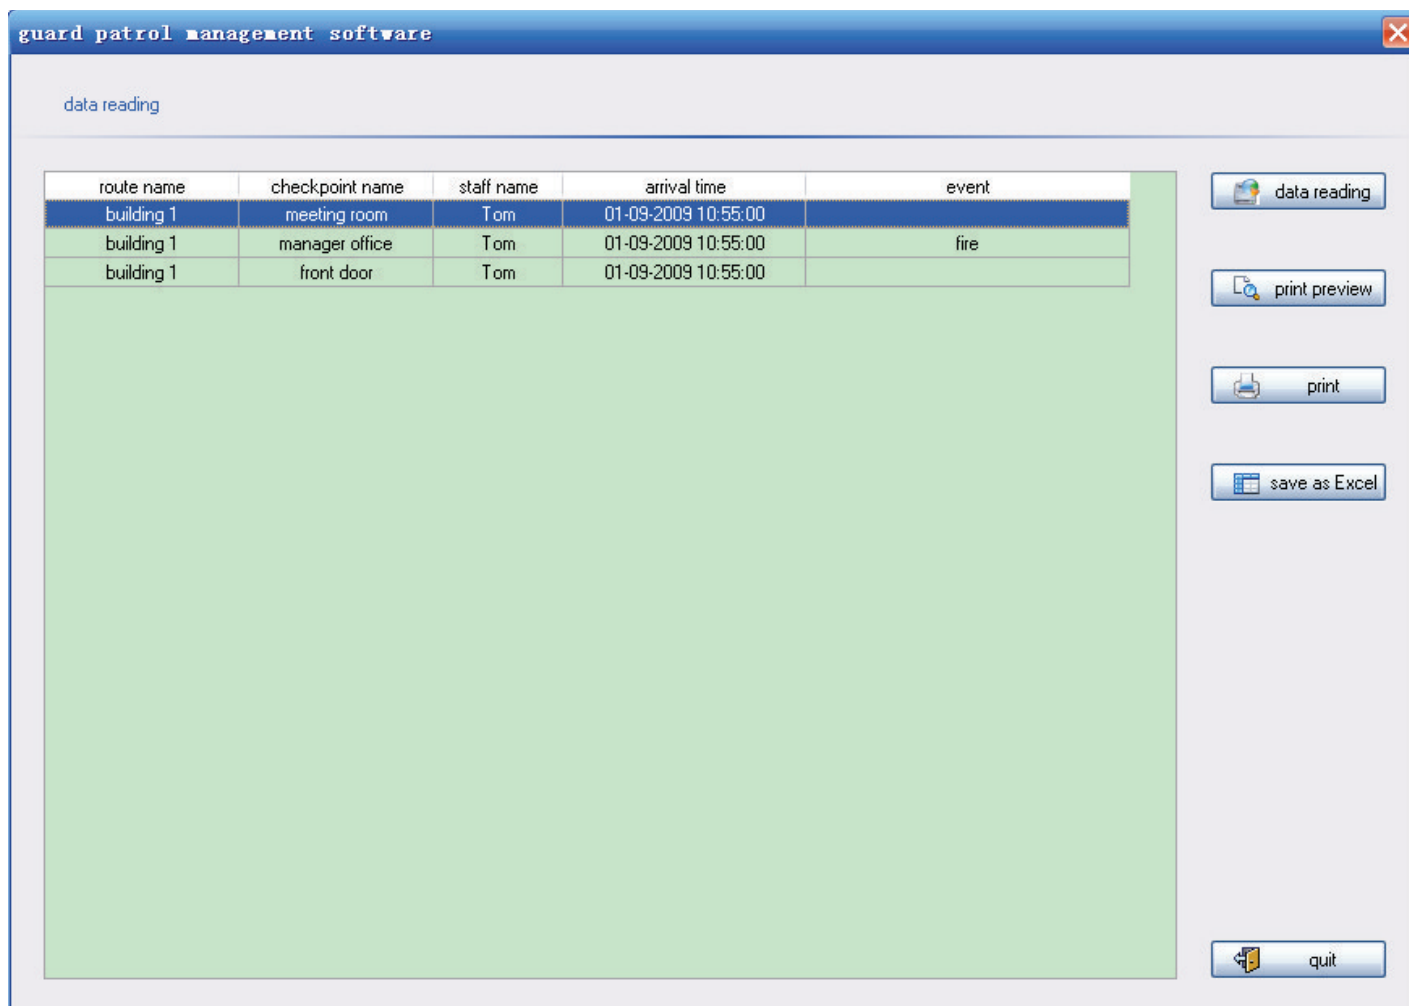 guard patrol management software
data reading
route name checkpoint name staff name arrival time event
building 1 meeting room Tom 01-09-2009 10:55:00
building 1 manager office Tom 01-09-2009 10:55:00 fire
building 1 front door Tom 01-09-2009 10:55:00
data reading
print preview
print
save as Excel
quit